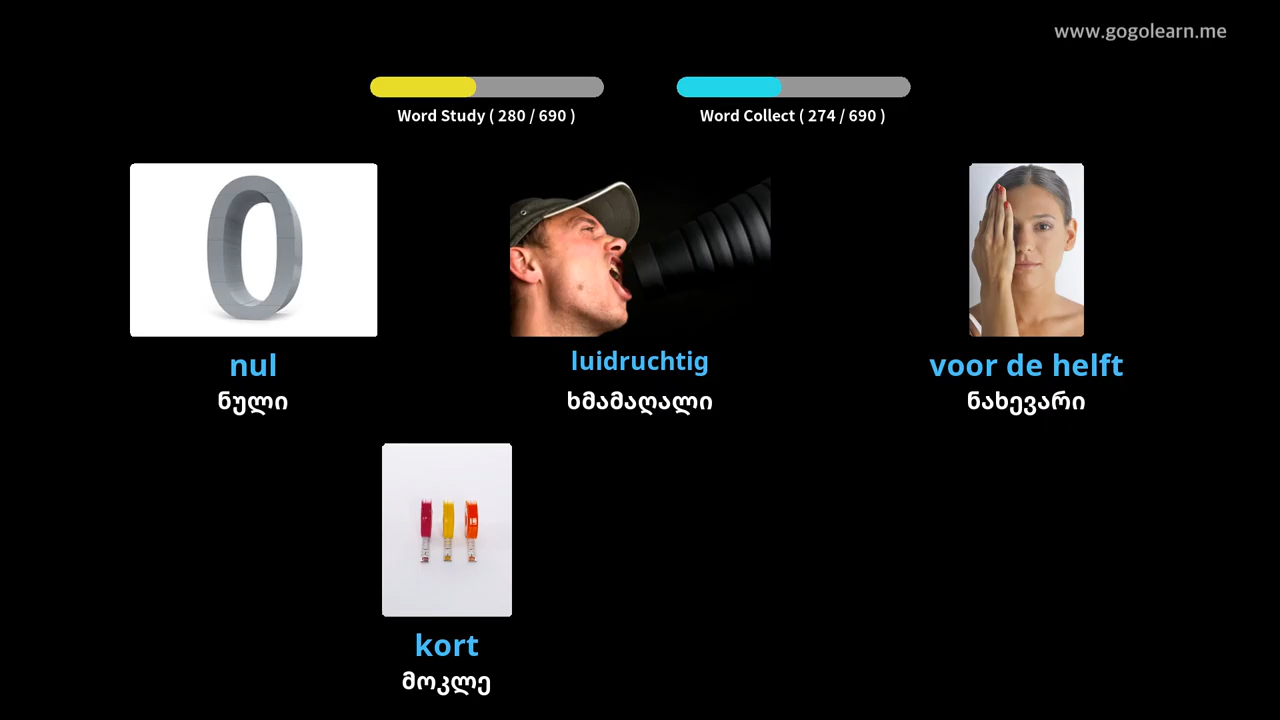 www.gogolearn.me
Word Study ( 280 / 690 )
Word Collect ( 274 / 690 )
nul
ნული
luidruchtig
ხმამაღალი
voor de helft
ნახევარი
kort
მოკლე